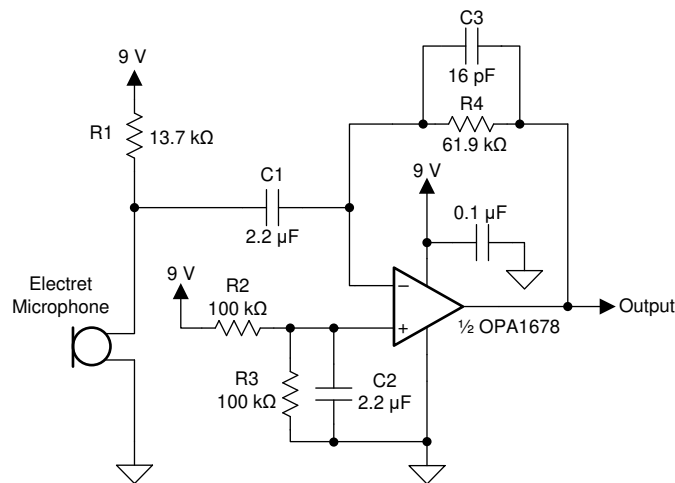 C3
16 pF
R4
61.9 kΩ
9 V
R1
13.7 kΩ
C1
2.2 µF
9 V
0.1 µF
Electret
Microphone
9 V
R2
100 kΩ
−
+
½ OPA1678
Output
R3
100 kΩ
C2
2.2 µF